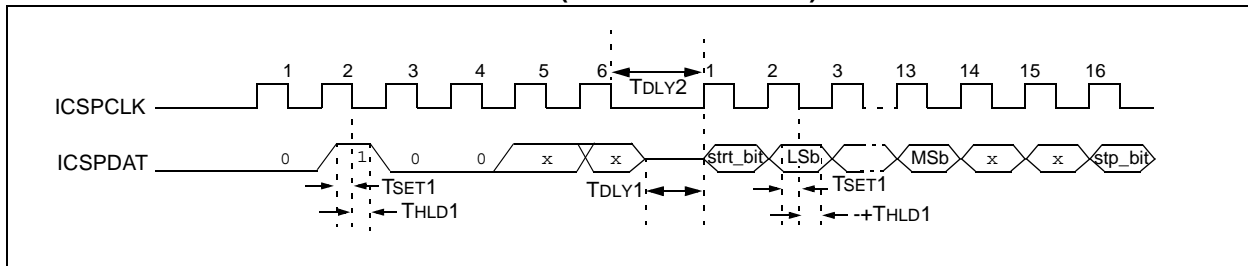 1 2 3 4 5 6 1 2 3 13 14 15 16
TDLY2
ICSPCLK
ICSPDAT
0 1 0 0 x x strt_bit LSb MSb x x stp_bit
TSET1 TDLY1 TSET1
THLD1 -+THLD1